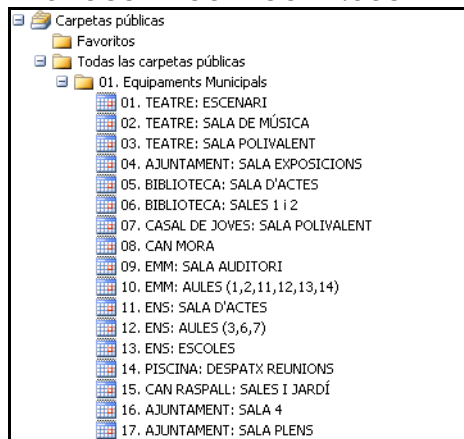 Carpetas públicas
Favoritos
Todas las carpetas públicas
01. Equipaments Municipals
01. TEATRE: ESCENARI
02. TEATRE: SALA DE MÚSICA
03. TEATRE: SALA POLIVALENT
04. AJUNTAMENT: SALA EXPOSICIONS
05. BIBLIOTECA: SALA D'ACTES
06. BIBLIOTECA: SALES 1 i 2
07. CASAL DE JOVES: SALA POLIVALENT
08. CAN MORA
09. EMM: SALA AUDITORI
10. EMM: AULES (1,2,11,12,13,14)
11. ENS: SALA D'ACTES
12. ENS: AULES (3,6,7)
13. ENS: ESCOLES
14. PISCINA: DESPATX REUNIONS
15. CAN RASPALL: SALES I JARDÍ
16. AJUNTAMENT: SALA 4
17. AJUNTAMENT: SALA PLENS